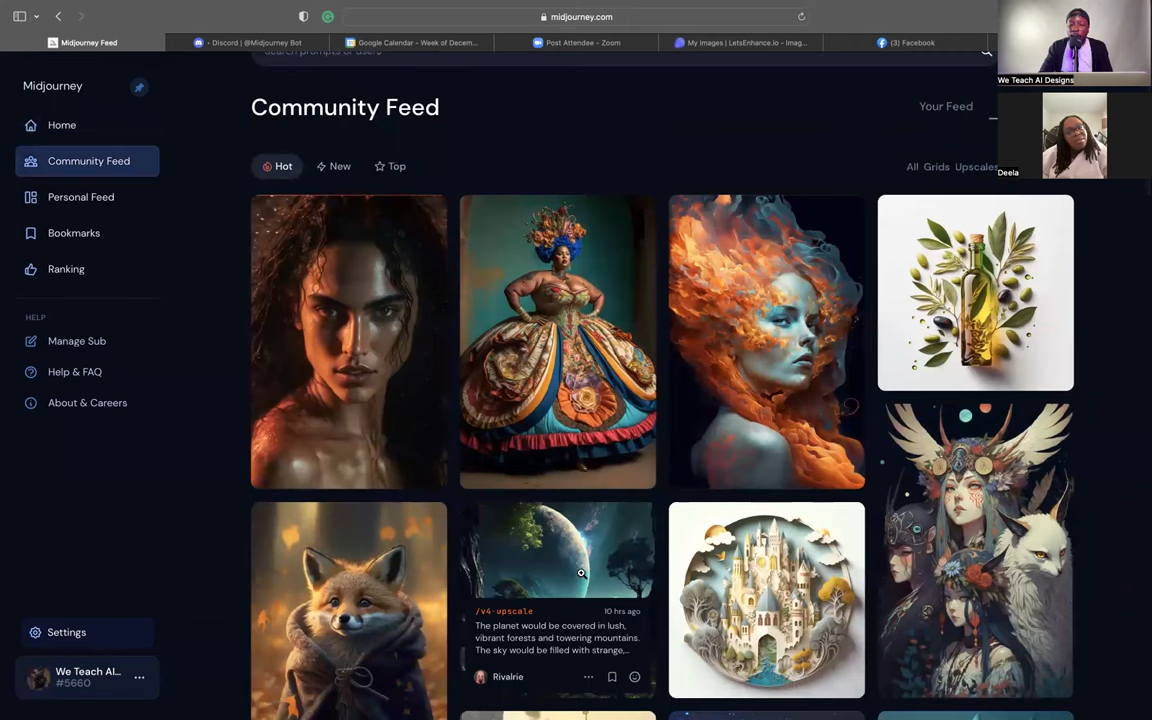 midjourney.com
Midjourney Feed
• Discord | @Midjourney Bot
Google Calendar - Week of Decem...
Post Attendee - Zoom
My images | LetsEnhance.io - Imag...
(3) Facebook
We Teach AI Designs
Deela
Search prompts or users
Midjourney
Home
Community Feed
Personal Feed
Bookmarks
Ranking
HELP
Manage Sub
Help & FAQ
About & Careers
Settings
We Teach AI...
#5660
Community Feed
Your Feed
Hot
New
Top
All Grids Upscales
/v4-upscale
10 hrs ago
The planet would be covered in lush,
vibrant forests and towering mountains.
The sky would be filled with strange,...
Rivalrie